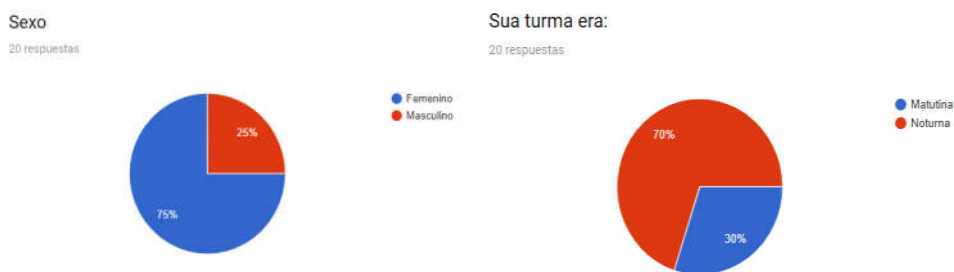 Sexo
20 respuestas
Femenino
Masculino
25%
75%
Sua turma era:
20 respuestas
Matutina
Noturna
70%
30%